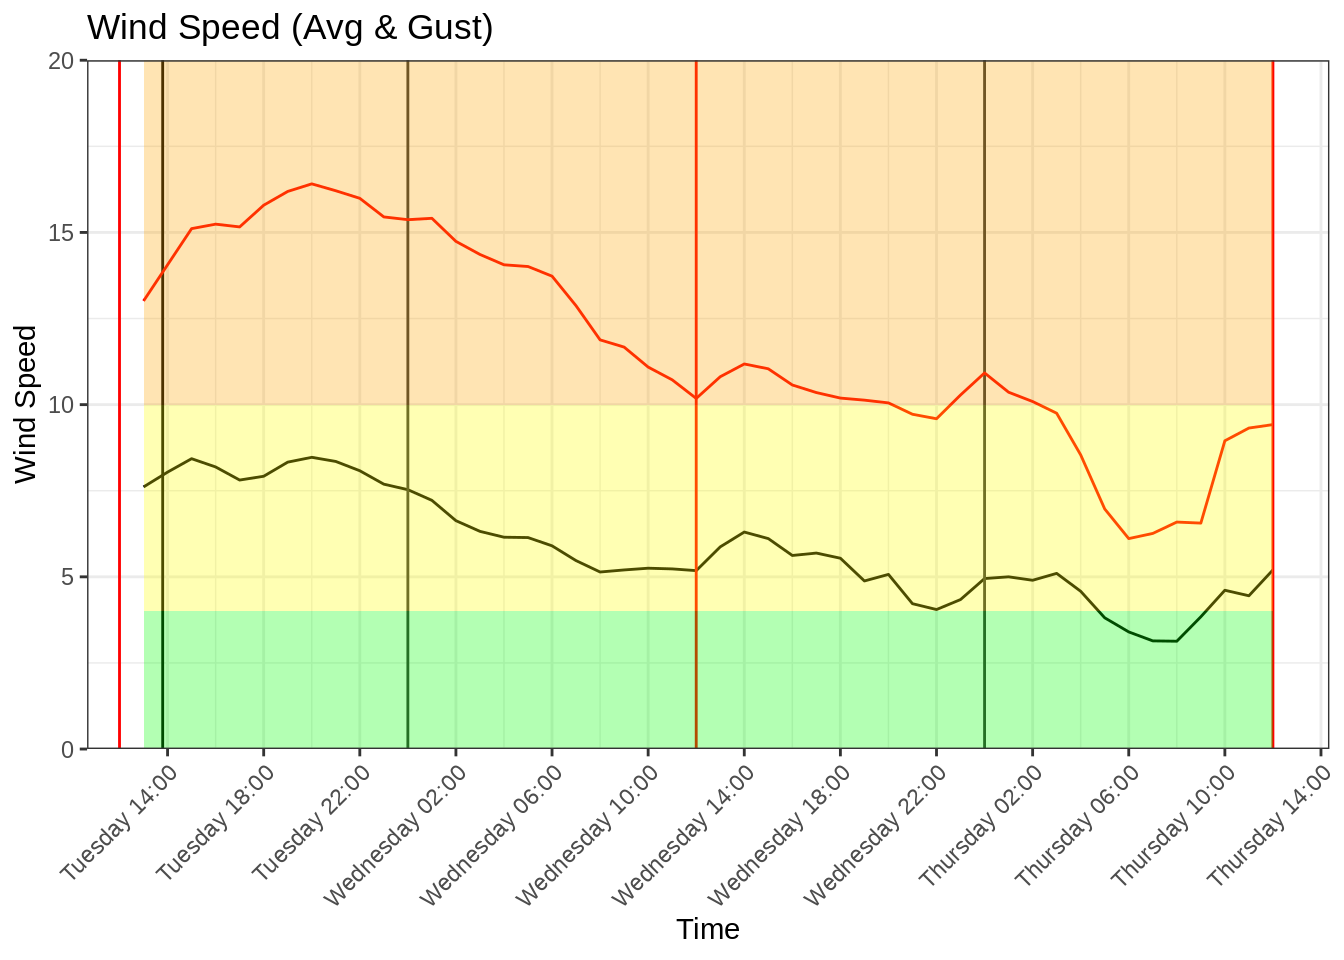 Wind Speed (Avg & Gust)
20
15
10
5
0
Wind Speed
Tuesday 14:00
Tuesday 18:00
Tuesday 22:00
Wednesday 02:00
Wednesday 06:00
Wednesday 10:00
Wednesday 14:00
Wednesday 18:00
Wednesday 22:00
Thursday 02:00
Thursday 06:00
Thursday 10:00
Thursday 14:00
Time